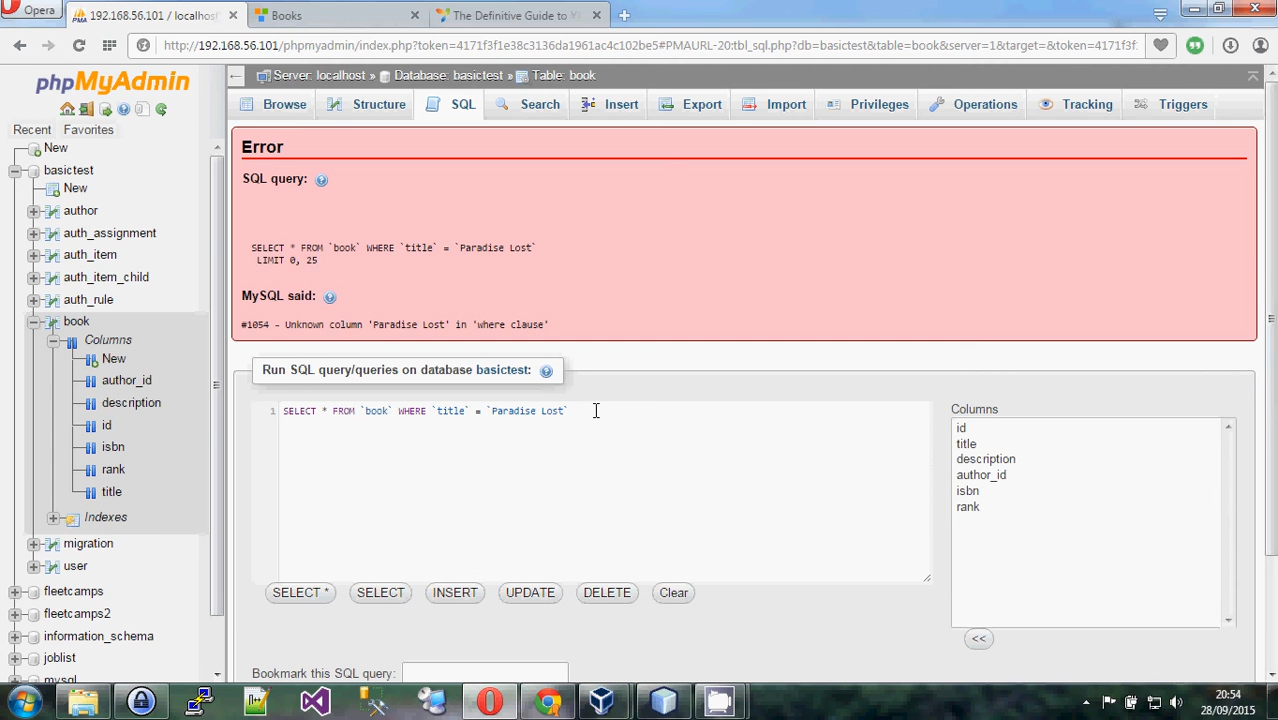 Opera
192.168.56.101 / localhos
Books
The Definitive Guide to Yi
http://192.168.56.101/phpmyadmin/index.php?token=4171f3f1e38c3136da1961ac4c102be5#PMAURL-20:tbl_sql.php?db=basictest&table=book&server=1&target=&token=4171f3f
phpMyAdmin
Recent Favorites
New
basictest
New
author
auth_assignment
auth_item
auth_item_child
auth_rule
book
Columns
New
author_id
description
id
isbn
rank
title
Indexes
migration
user
fleetcamps
fleetcamps2
information_schema
joblist
mysql
Server: localhost » Database: basictest » Table: book
Browse Structure SQL Search Insert Export Import Privileges Operations Tracking Triggers
Error
SQL query:
SELECT * FROM `book` WHERE `title` = `Paradise Lost`
LIMIT 0, 25
MySQL said:
#1054 - Unknown column 'Paradise Lost' in 'where clause'
Run SQL query/queries on database basictest:
1 SELECT * FROM `book` WHERE `title` = `Paradise Lost`
Columns
id
title
description
author_id
isbn
rank
<<
SELECT * SELECT INSERT UPDATE DELETE Clear
Bookmark this SQL query:
20:54
28/09/2015